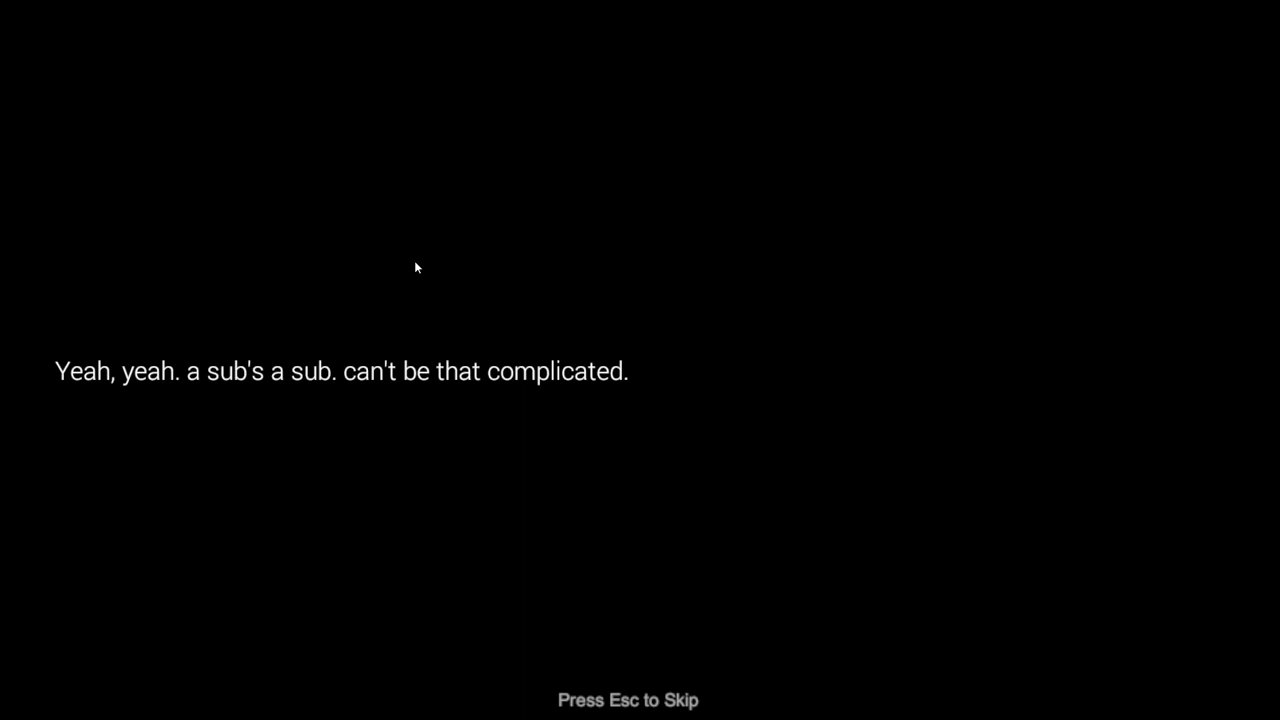 Yeah, yeah. a sub's a sub. can't be that complicated.
Press Esc to Skip